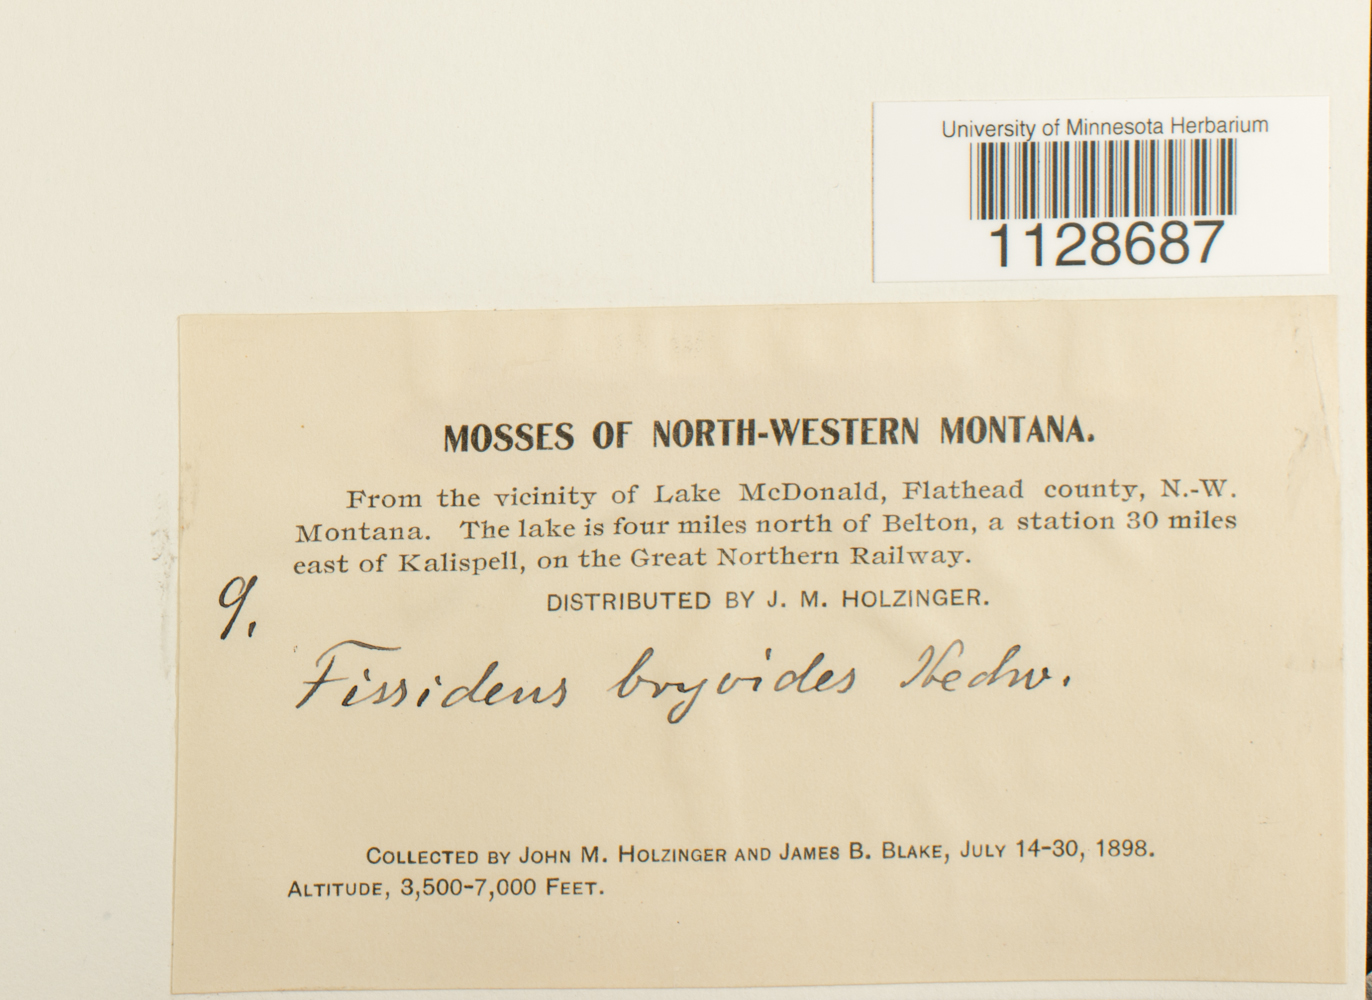 University of Minnesota Herbarium
1128687
MOSSES OF NORTH-WESTERN MONTANA.
From the vicinity of Lake McDonald, Flathead county, N.-W.
Montana. The lake is four miles north of Belton, a station 30 miles
east of Kalispell, on the Great Northern Railway.
DISTRIBUTED BY J. M. HOLZINGER.
9.
Fissidens bryoides Hedw.
COLLECTED BY JOHN M. HOLZINGER AND JAMES B. BLAKE, JULY 14-30, 1898.
ALTITUDE, 3,500-7,000 FEET.